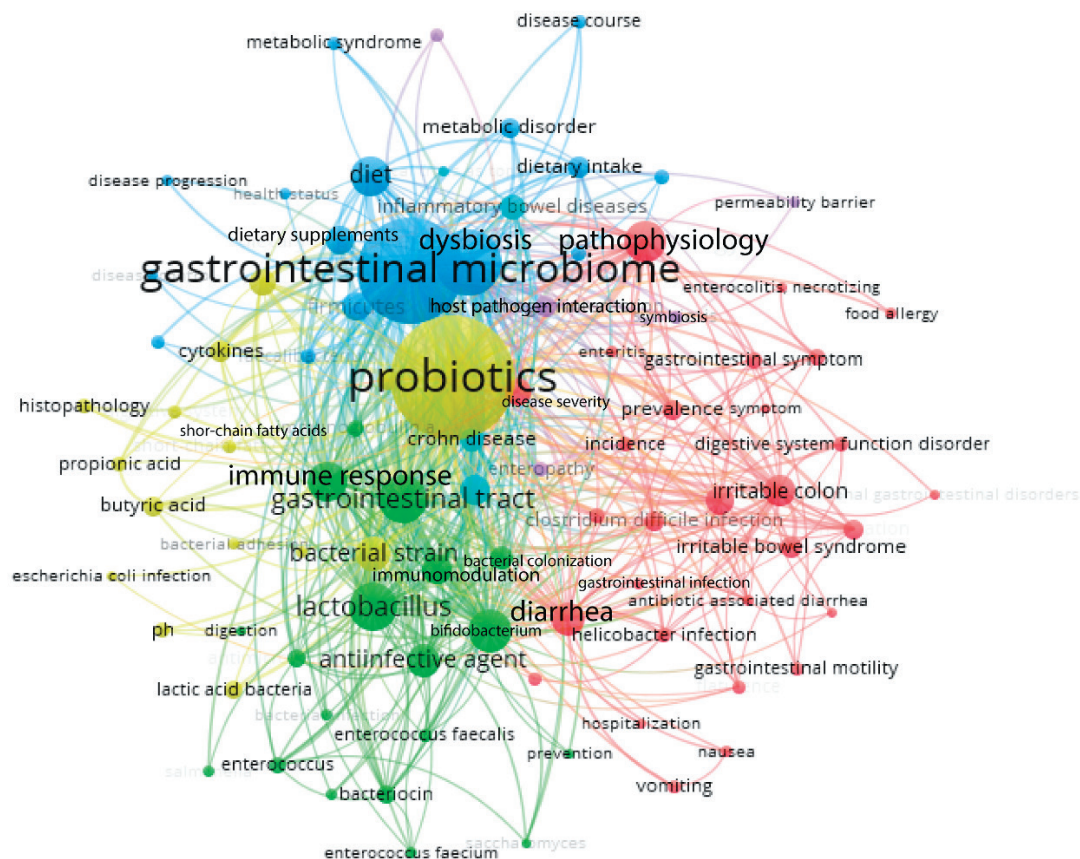 disease course
metabolic syndrome
metabolic disorder
dietary intake
diet
disease progression
health status
permeability barrier
inflammatory bowel diseases
dietary supplements
dysbiosis
pathophysiology
gastrointestinal microbiome
enterocolitis, necrotizing
firmicutes
host pathogen interaction
food allergy
symbiosis
cytokines
enteritis
gastrointestinal symptom
probiotics
disease severity
histopathology
prevalence
symptom
shor-chain fatty acids
crohn disease
incidence
digestive system function disorder
propionic acid
enteropathy
immune response
irritable colon
gastrointestinal tract
butyric acid
clostridium difficile infection
bacterial adhesion
bacterial strain
irritable bowel syndrome
bacterial colonization
escherichia coli infection
immunomodulation
gastrointestinal infection
antibiotic associated diarrhea
lactobacillus
diarrhea
ph
digestion
bifidobacterium
helicobacter infection
antiinfective agent
gastrointestinal motility
lactic acid bacteria
bacterial infection
hospitalization
enterococcus faecalis
prevention
nausea
enterococcus
vomiting
bacteriocin
saccharomyces
enterococcus faecium